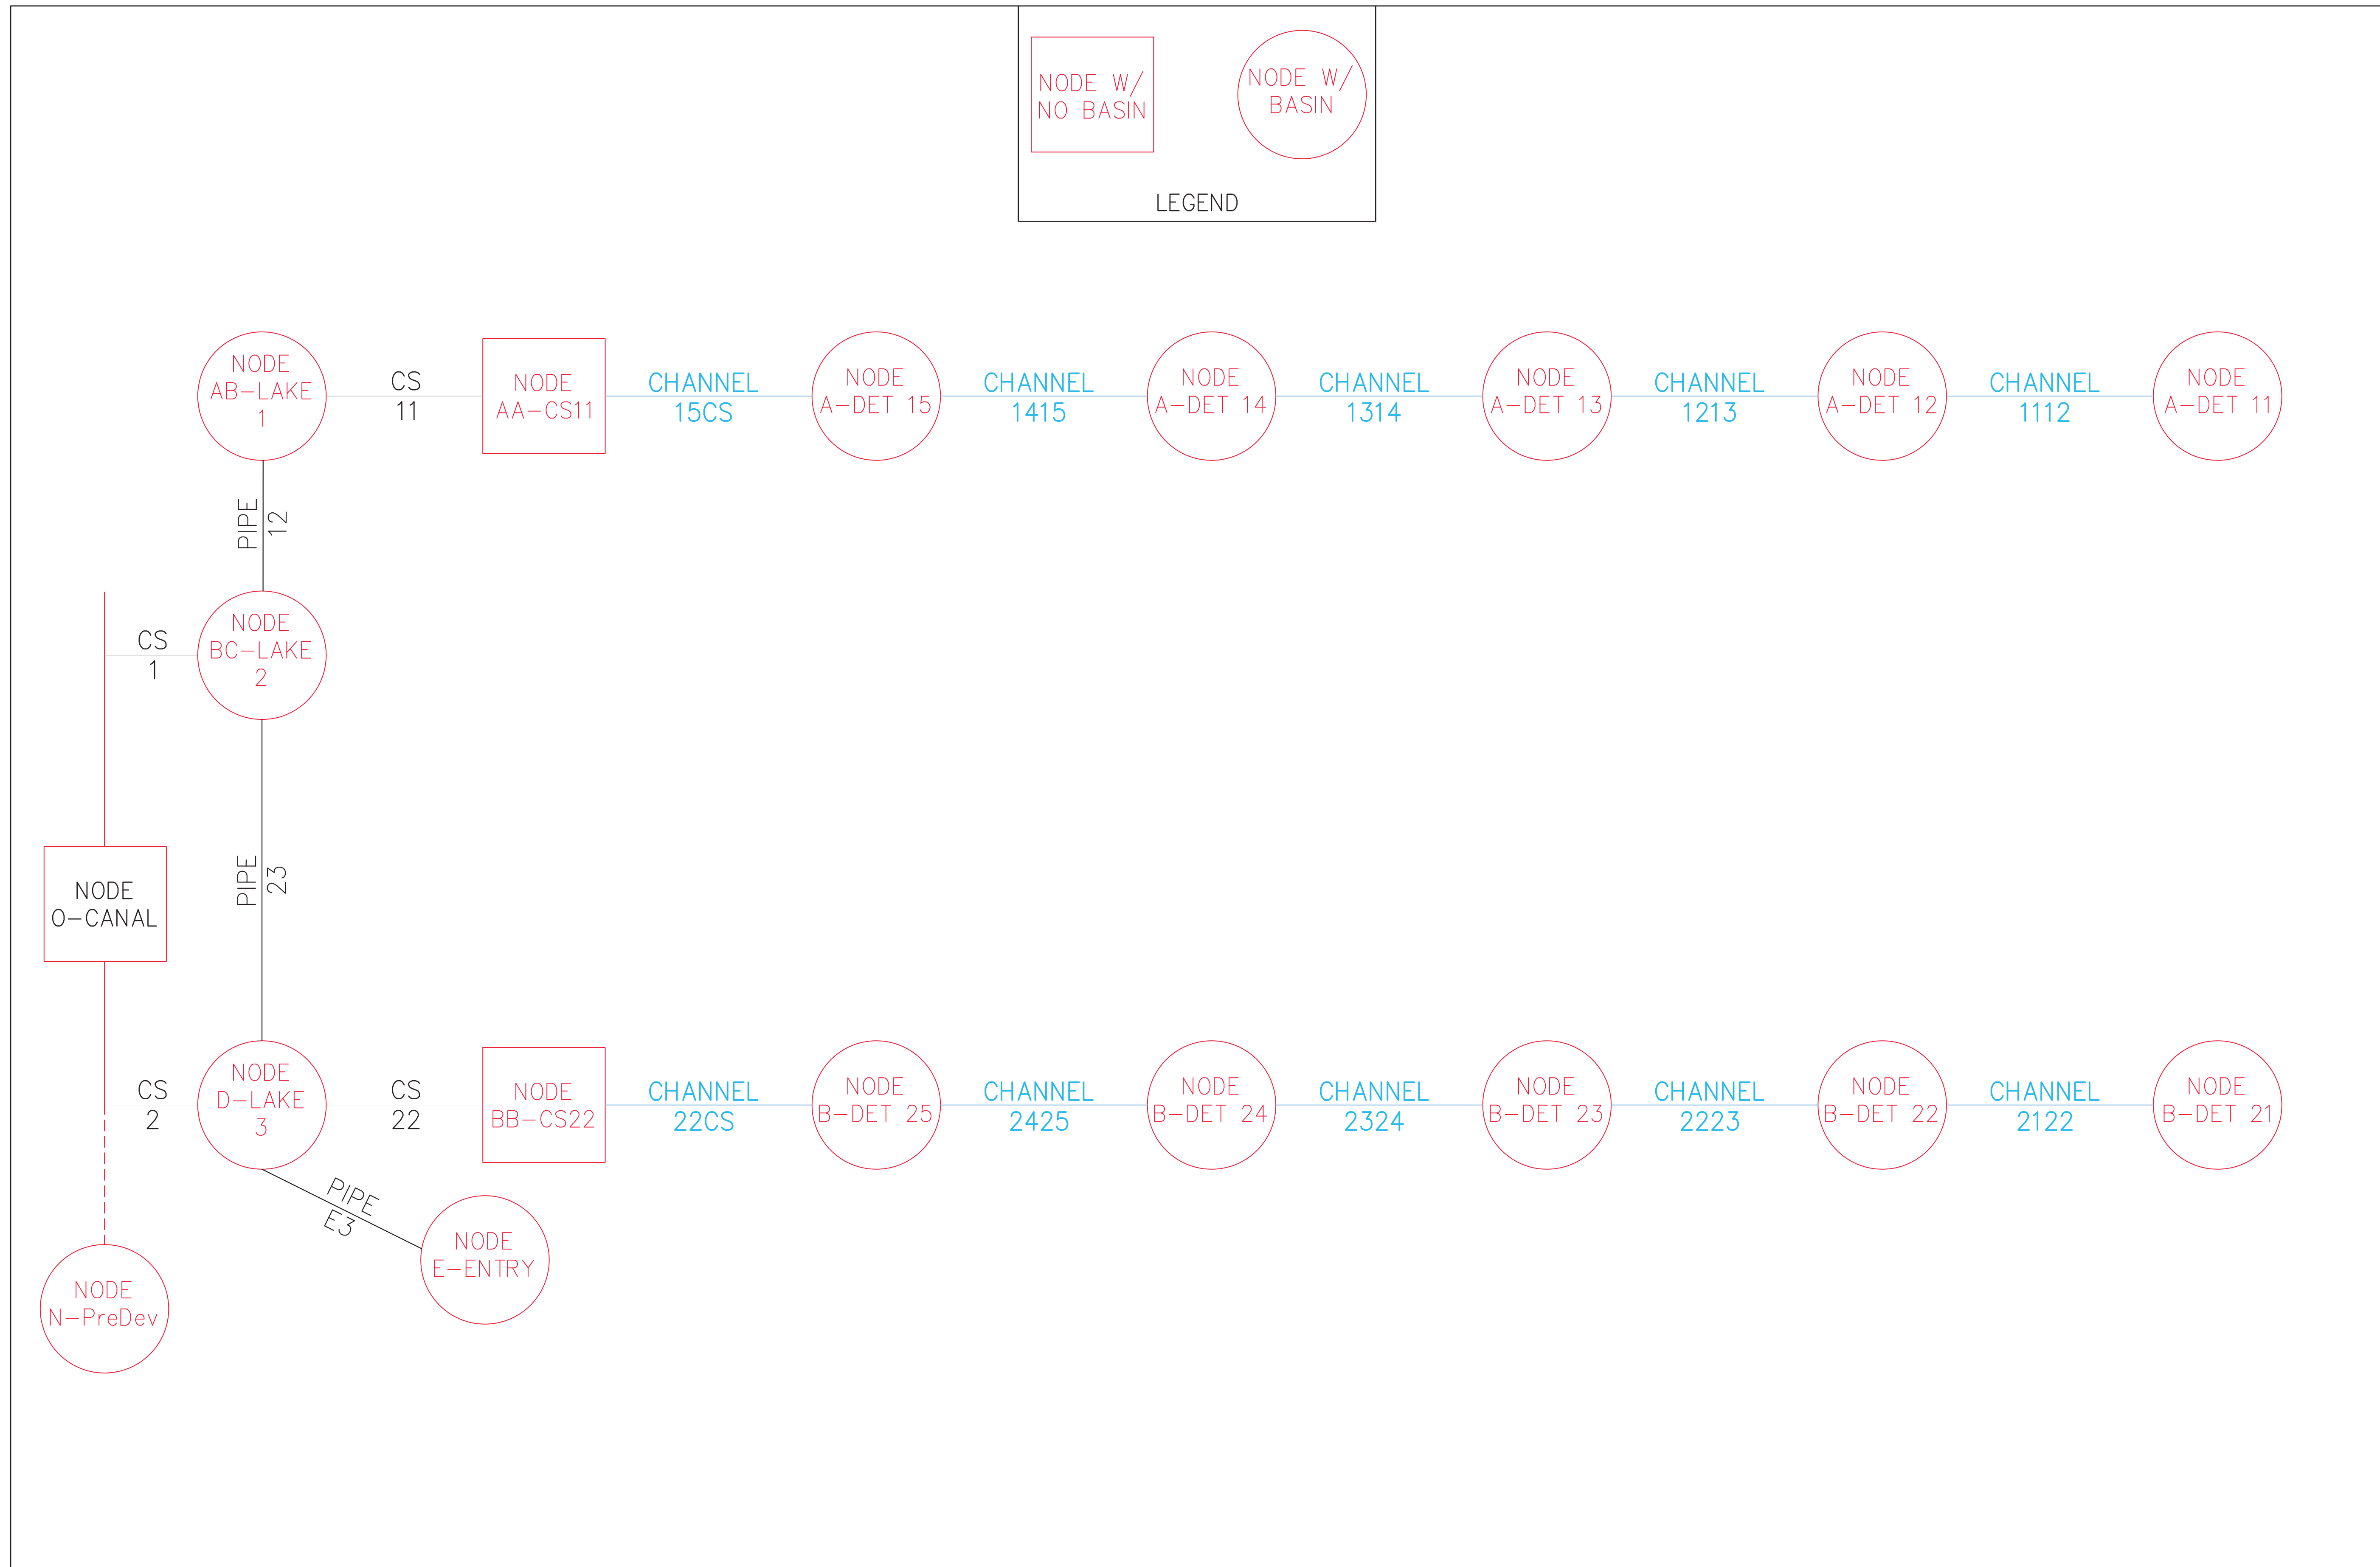 NODE W/
NO BASIN
NODE W/
BASIN
LEGEND
NODE
AB-LAKE
1
CS
11
NODE
AA-CS11
CHANNEL
15CS
NODE
A-DET 15
CHANNEL
1415
NODE
A-DET 14
CHANNEL
1314
NODE
A-DET 13
CHANNEL
1213
NODE
A-DET 12
CHANNEL
1112
NODE
A-DET 11
PIPE
12
CS
1
NODE
BC-LAKE
2
PIPE
23
NODE
O-CANAL
CS
2
NODE
D-LAKE
3
CS
22
NODE
BB-CS22
CHANNEL
22CS
NODE
B-DET 25
CHANNEL
2425
NODE
B-DET 24
CHANNEL
2324
NODE
B-DET 23
CHANNEL
2223
NODE
B-DET 22
CHANNEL
2122
NODE
B-DET 21
PIPE
E3
NODE
E-ENTRY
NODE
N-PreDev